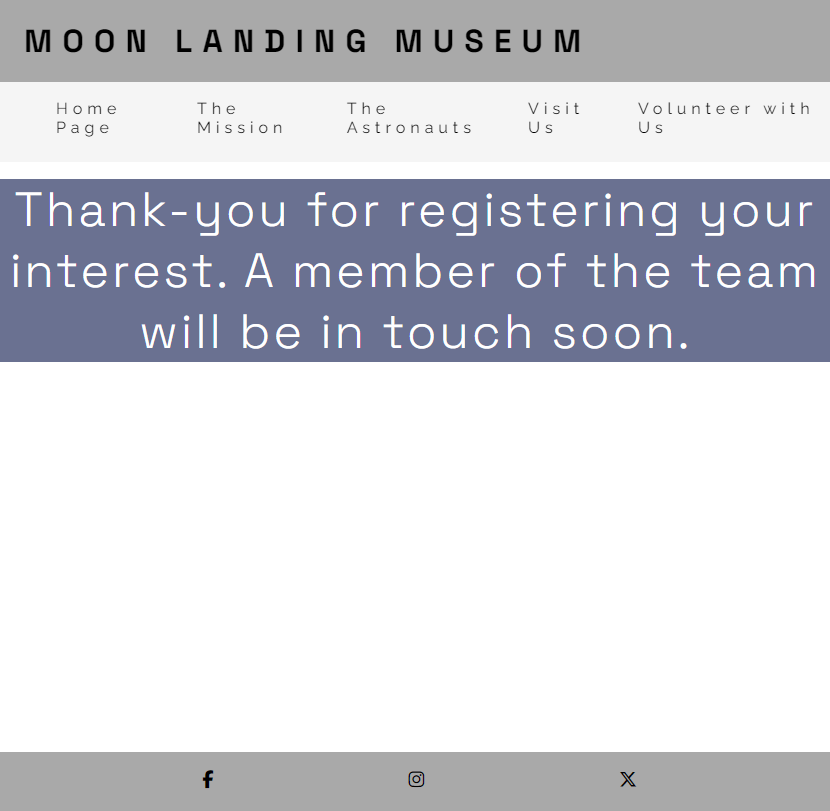 MOON LANDING MUSEUM
Home Page
The Mission
The Astronauts
Visit Us
Volunteer with Us
Thank-you for registering your
interest. A member of the team
will be in touch soon.